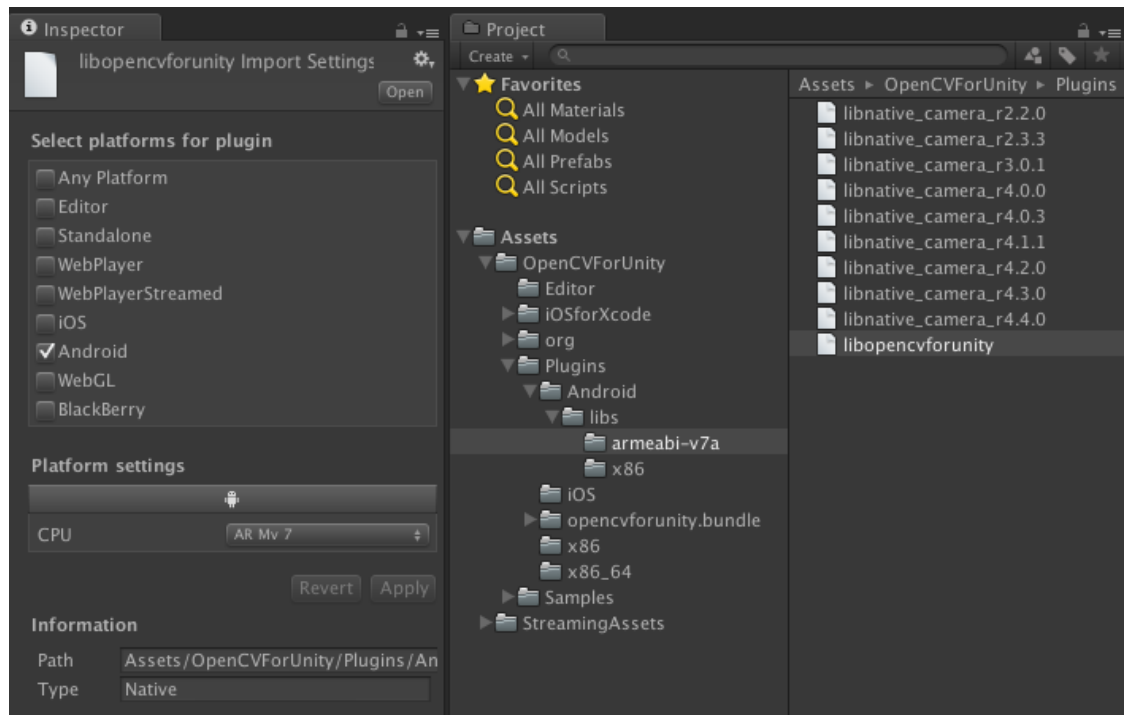 Inspector
libopencvforunity Import Settings
Open
Select platforms for plugin
Any Platform
Editor
Standalone
WebPlayer
WebPlayerStreamed
iOS
Android
WebGL
BlackBerry
Platform settings
CPU
AR Mv 7
Revert Apply
Information
Path Assets/OpenCVForUnity/Plugins/An
Type Native
Project
Create
Favorites
All Materials
All Models
All Prefabs
All Scripts
Assets
OpenCVForUnity
Editor
iOSforXcode
org
Plugins
Android
libs
armeabi-v7a
x86
iOS
opencvforunity.bundle
x86
x86_64
Samples
StreamingAssets
Assets OpenCVForUnity Plugins
libnative_camera_r2.2.0
libnative_camera_r2.3.3
libnative_camera_r3.0.1
libnative_camera_r4.0.0
libnative_camera_r4.0.3
libnative_camera_r4.1.1
libnative_camera_r4.2.0
libnative_camera_r4.3.0
libnative_camera_r4.4.0
libopencvforunity